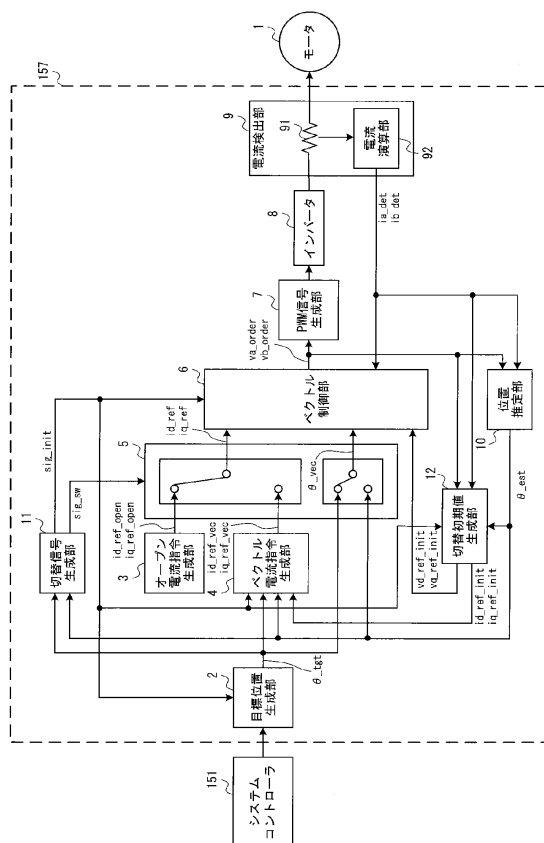 157
151
システム
コントローラ
2
目標位置
生成部
θ_tgt
11
切替信号
生成部
sig_init
sig_sw
3
オープン
電流指令
生成部
id_ref_open
iq_ref_open
4
ベクトル
電流指令
生成部
id_ref_vec
iq_ref_vec
5
id_ref
iq_ref
θ_vec
6
ベクトル
制御部
va_order
vb_order
7
PWM信号
生成部
8
インバータ
9
電流検出部
91
電流
演算部
92
ia_det
ib_det
1
モータ
10
位置
推定部
θ_est
12
切替初期値
生成部
vd_ref_init
vq_ref_init
id_ref_init
iq_ref_init